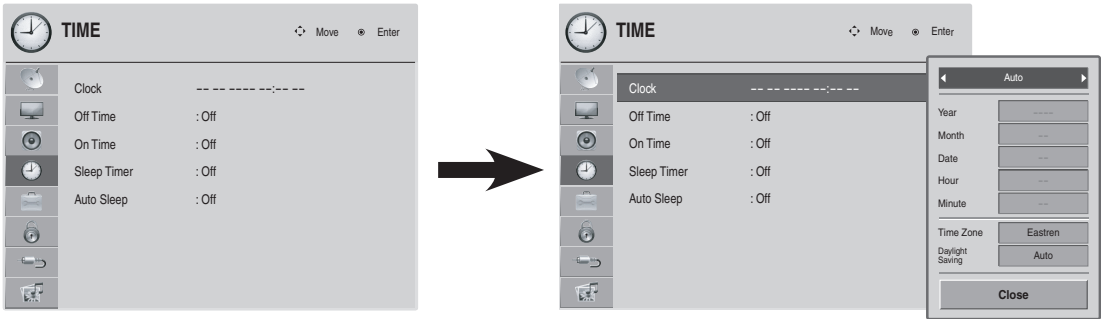 TIME
Move Enter
Clock -- -- ---- --:-- --
Off Time : Off
On Time : Off
Sleep Timer : Off
Auto Sleep : Off
TIME
Move Enter
Clock -- -- ---- --:-- --
Off Time : Off
On Time : Off
Sleep Timer : Off
Auto Sleep : Off
Auto
Year ----
Month --
Date --
Hour --
Minute --
Time Zone Eastren
Daylight
Saving Auto
Close